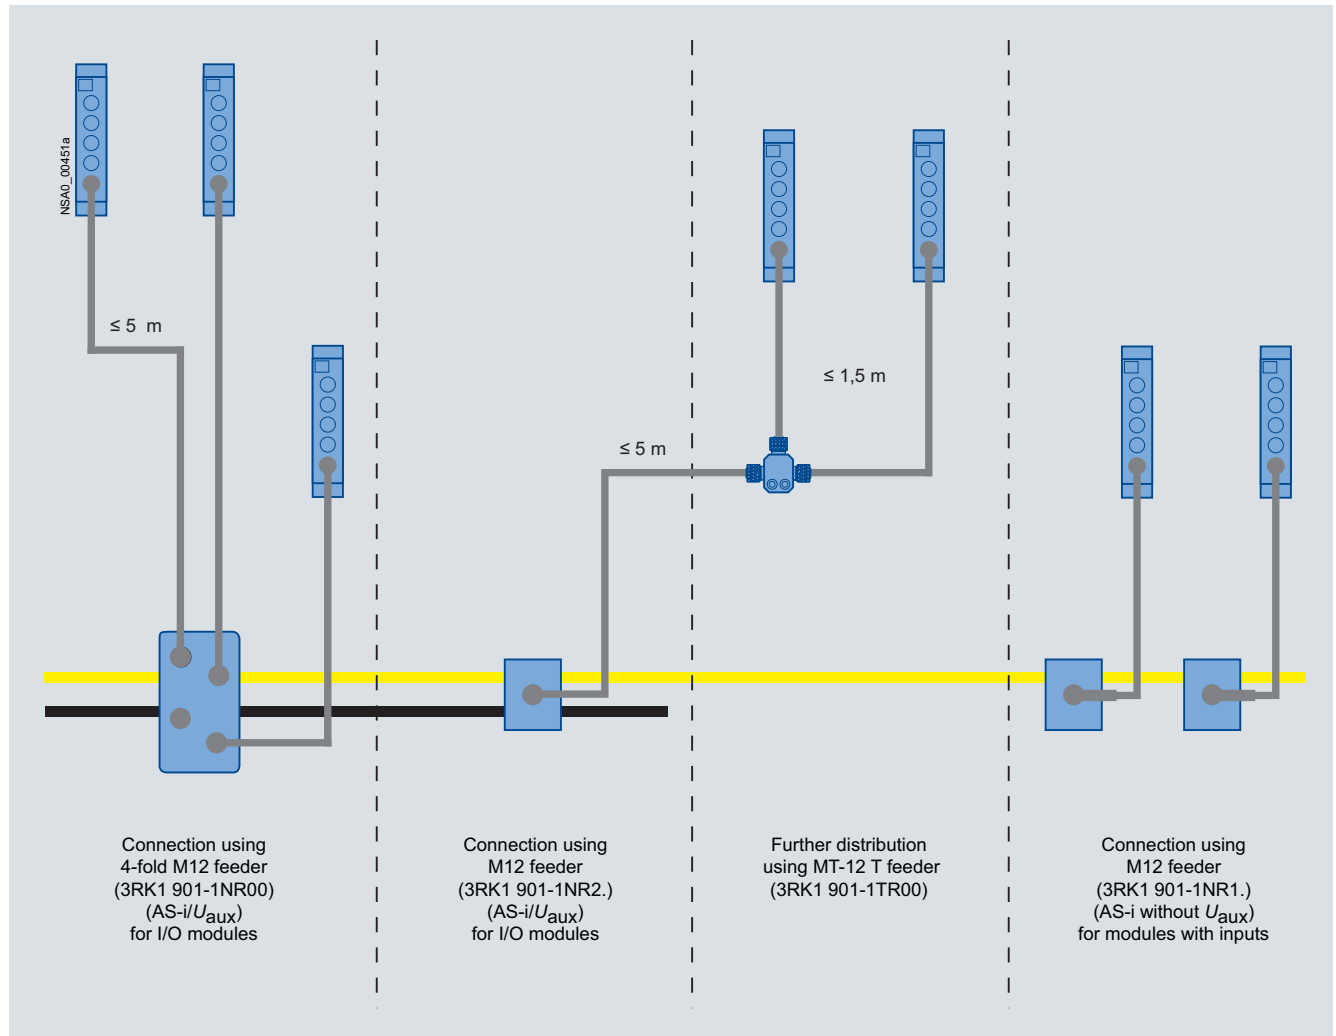 NSA0_00451a
≤ 5 m
≤ 5 m
≤ 1,5 m
Connection using
4-fold M12 feeder
(3RK1 901-1NR00)
(AS-i/Uaux)
for I/O modules
Connection using
M12 feeder
(3RK1 901-1NR2.)
(AS-i/Uaux)
for I/O modules
Further distribution
using MT-12 T feeder
(3RK1 901-1TR00)
Connection using
M12 feeder
(3RK1 901-1NR1.)
(AS-i without Uaux)
for modules with inputs